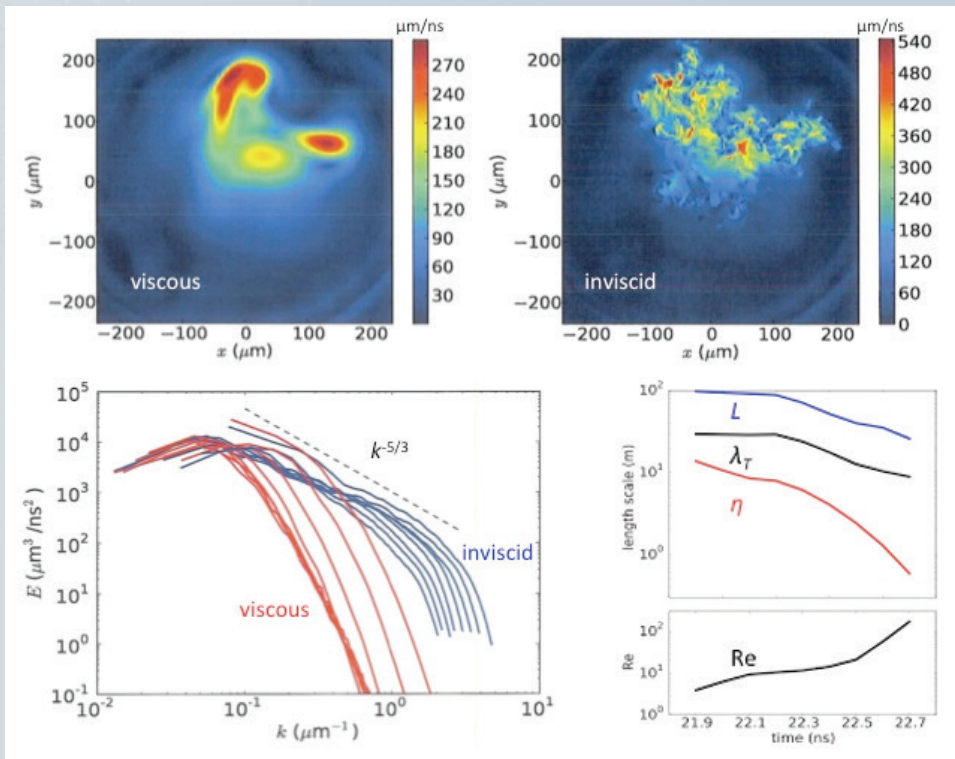 μm/ns
270
240
210
180
150
120
90
60
30
200
100
0
−100
−200
y (μm)
viscous
−200 −100 0 100 200
x (μm)
μm/ns
540
480
420
360
300
240
180
120
60
0
200
100
0
−100
−200
y (μm)
inviscid
−200 −100 0 100 200
x (μm)
10⁵
10⁴
10³
10²
10¹
10⁰
10⁻¹
E (μm³/ns²)
k⁻⁵/³
inviscid
viscous
10⁻² 10⁻¹ 10⁰ 10¹
k (μm⁻¹)
10²
10¹
10⁰
length scale (m)
L
λT
η
10²
10¹
10⁰
Re
Re
21.9 22.1 22.3 22.5 22.7
time (ns)